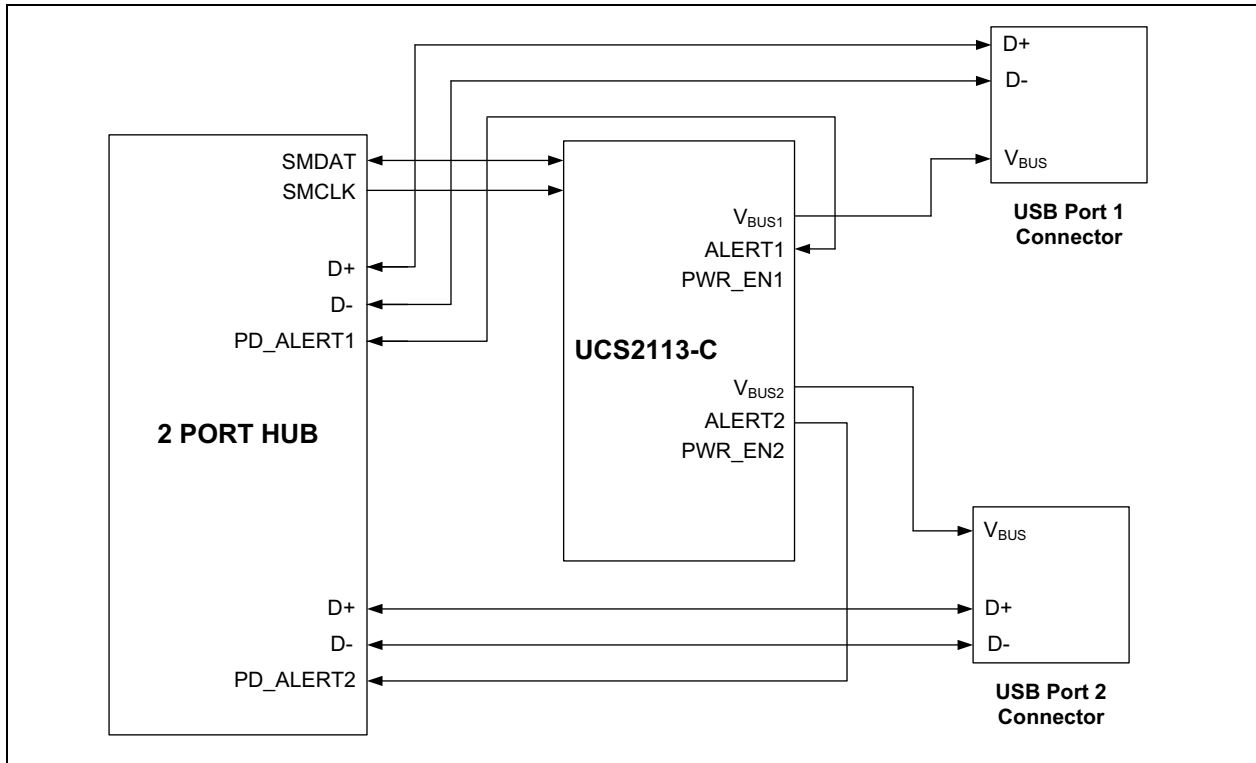 SMDAT
SMCLK
D+
D-
PD_ALERT1
2 PORT HUB
D+
D-
PD_ALERT2
VBUS1
ALERT1
PWR_EN1
UCS2113-C
VBUS2
ALERT2
PWR_EN2
D+
D-
VBUS
USB Port 1
Connector
VBUS
D+
D-
USB Port 2
Connector